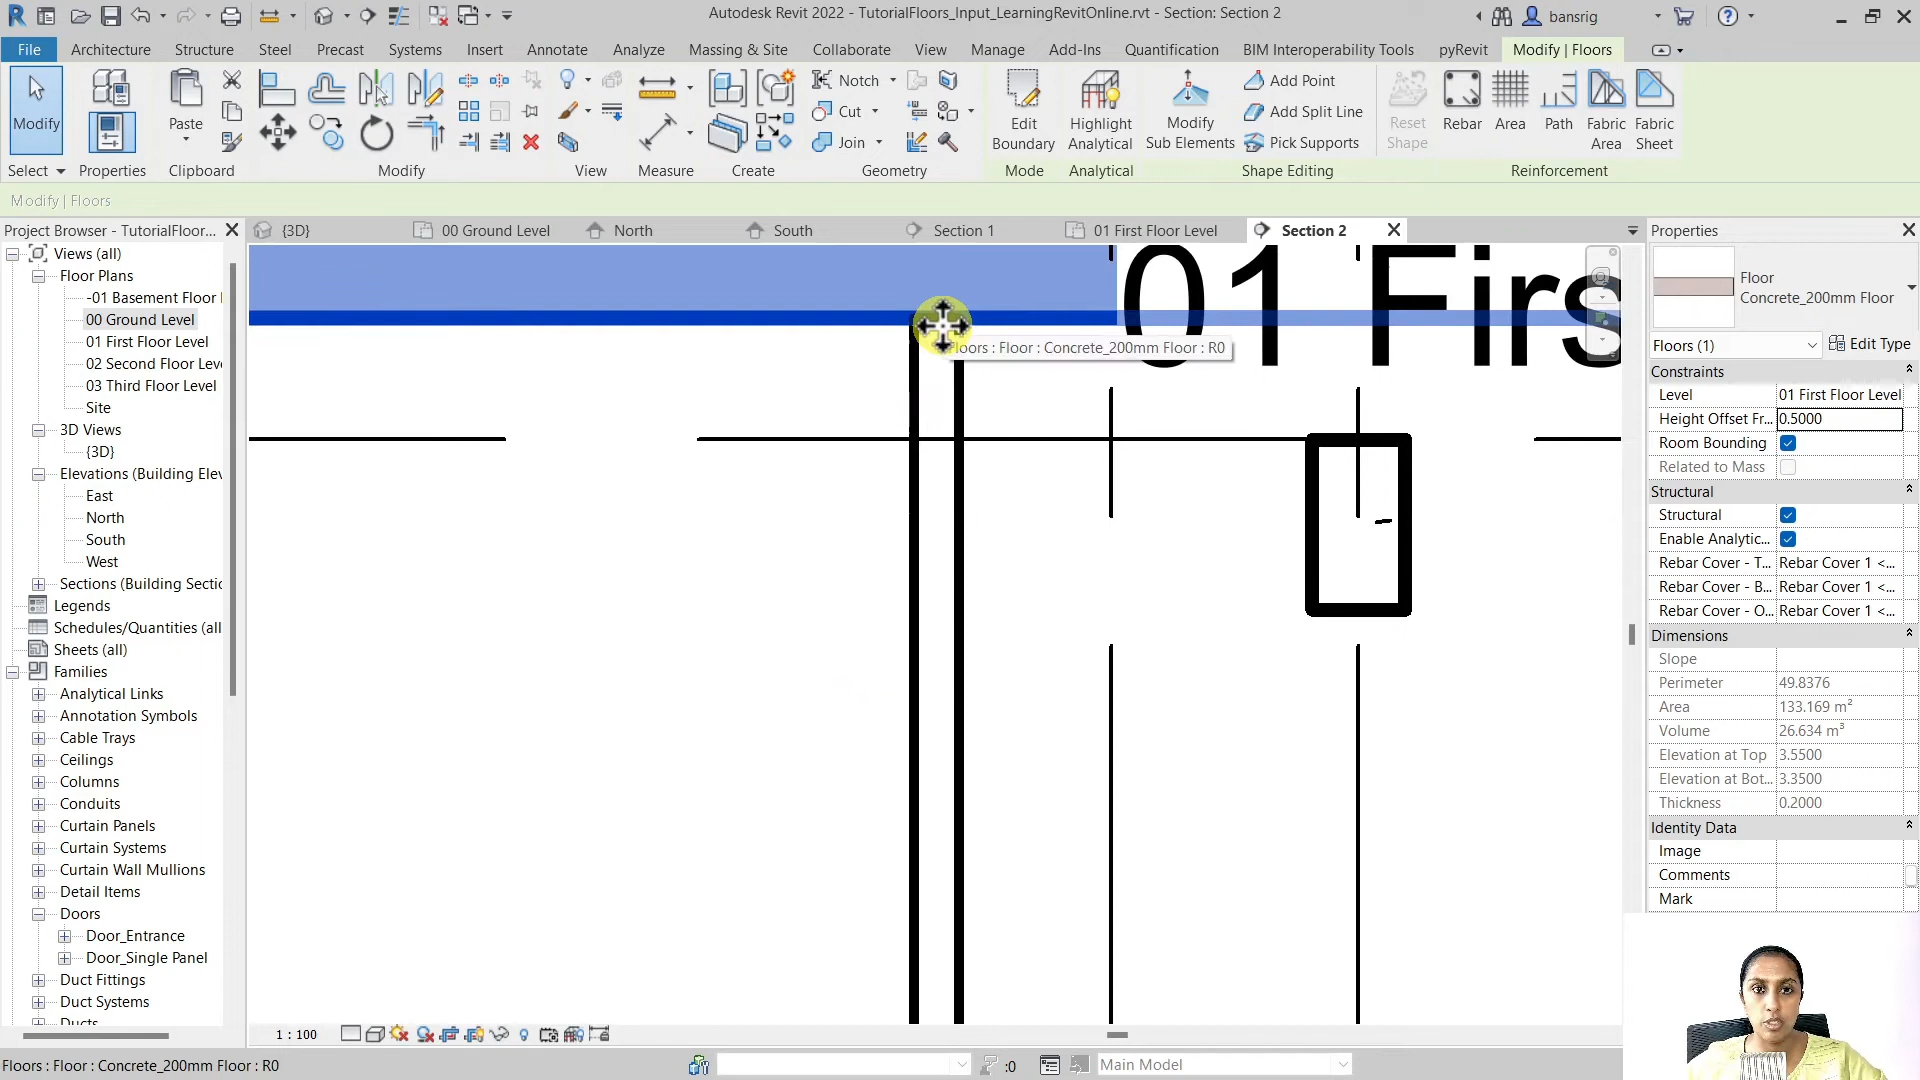 Autodesk Revit 2022 - TutorialFloors_Input_LearningRevitOnline.rvt - Section: Section 2
bansrig
File Architecture Structure Steel Precast Systems Insert Annotate Analyze Massing & Site Collaborate View Manage Add-Ins Quantification BIM Interoperability Tools pyRevit Modify | Floors
Modify
Paste
Notch
Cut
Join
Edit Boundary
Highlight Analytical
Modify Sub Elements
Add Point
Add Split Line
Pick Supports
Reset Shape
Rebar
Area
Path
Fabric Area
Fabric Sheet
Select Properties Clipboard Modify View Measure Create Geometry Mode Analytical Shape Editing Reinforcement
Modify | Floors
Project Browser - TutorialFloor...
Views (all)
Floor Plans
-01 Basement Floor
00 Ground Level
01 First Floor Level
02 Second Floor Leve
03 Third Floor Level
Site
3D Views
{3D}
Elevations (Building Elev
East
North
South
West
Sections (Building Sectio
Legends
Schedules/Quantities (all
Sheets (all)
Families
Analytical Links
Annotation Symbols
Cable Trays
Ceilings
Columns
Conduits
Curtain Panels
Curtain Systems
Curtain Wall Mullions
Detail Items
Doors
Door_Entrance
Door_Single Panel
Duct Fittings
Duct Systems
Ducts
{3D} 00 Ground Level North South Section 1 01 First Floor Level Section 2
01 Firs
Floors : Floor : Concrete_200mm Floor : R0
1 : 100
Properties
Floor
Concrete_200mm Floor
Floors (1) Edit Type
Constraints
Level 01 First Floor Level
Height Offset Fr... 0.5000
Room Bounding
Related to Mass
Structural
Structural
Enable Analytic...
Rebar Cover - T... Rebar Cover 1 <...
Rebar Cover - B... Rebar Cover 1 <...
Rebar Cover - O... Rebar Cover 1 <...
Dimensions
Slope
Perimeter 49.8376
Area 133.169 m²
Volume 26.634 m³
Elevation at Top 3.5500
Elevation at Bot... 3.3500
Thickness 0.2000
Identity Data
Image
Comments
Mark
Floors : Floor : Concrete_200mm Floor : R0
:0
Main Model